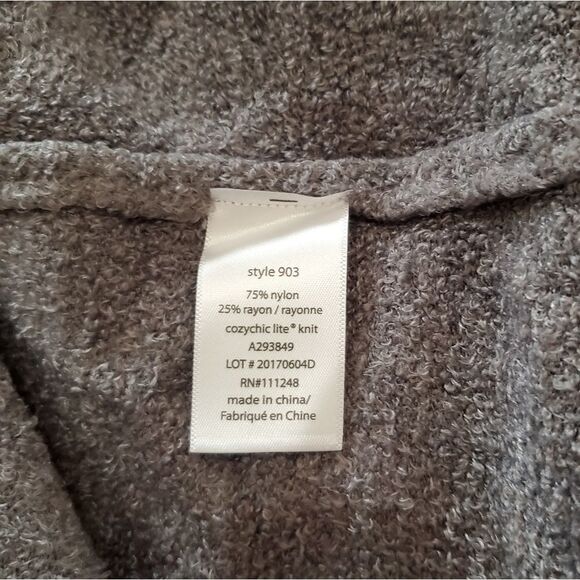 style 903
75% nylon
25% rayon / rayonne
cozychic lite® knit
A293849
LOT # 20170604D
RN#111248
made in china/
Fabriqué en Chine